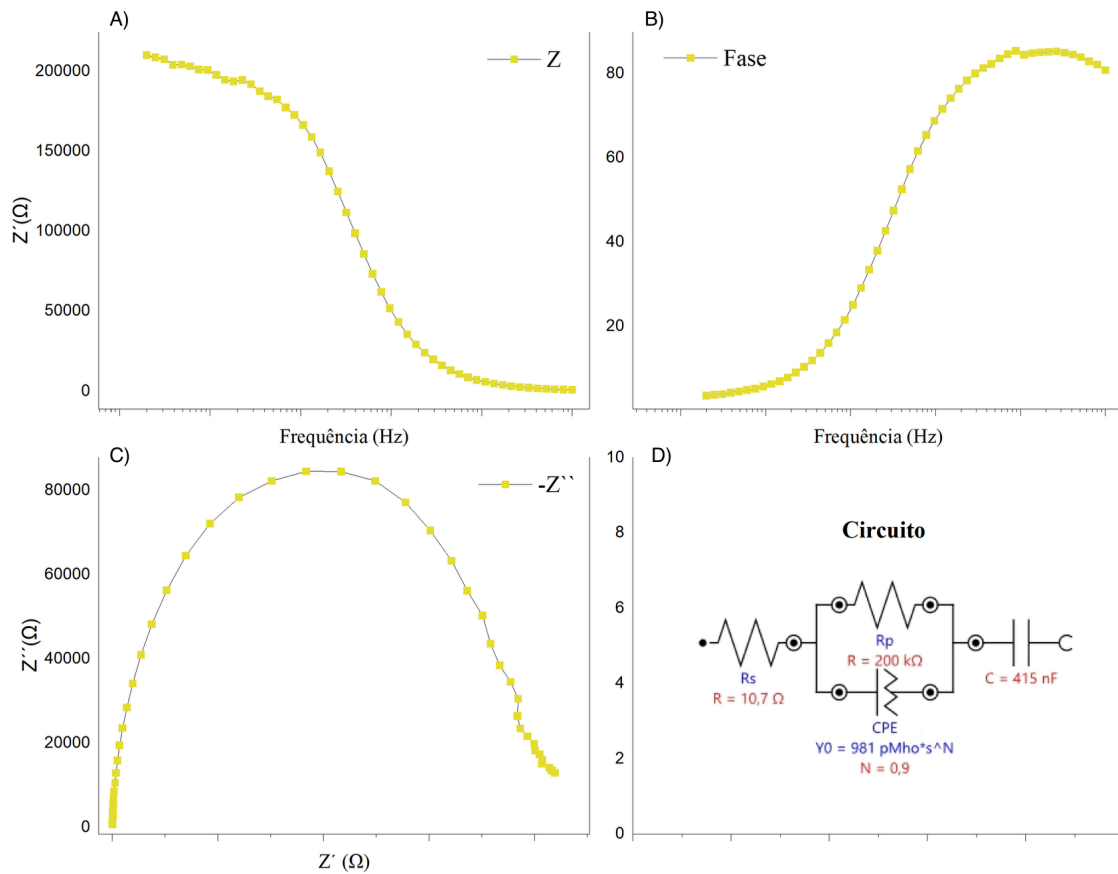 A)
Z
200000
150000
100000
50000
0
Z´(Ω)
Frequência (Hz)
B)
Fase
80
60
40
20
Frequência (Hz)
C)
-Z``
80000
60000
40000
20000
0
Z´´(Ω)
Z´ (Ω)
D)
10
8
6
4
2
0
Circuito
Rs
R = 10,7 Ω
Rp
R = 200 kΩ
CPE
Y0 = 981 pMho*s^N
N = 0,9
C = 415 nF